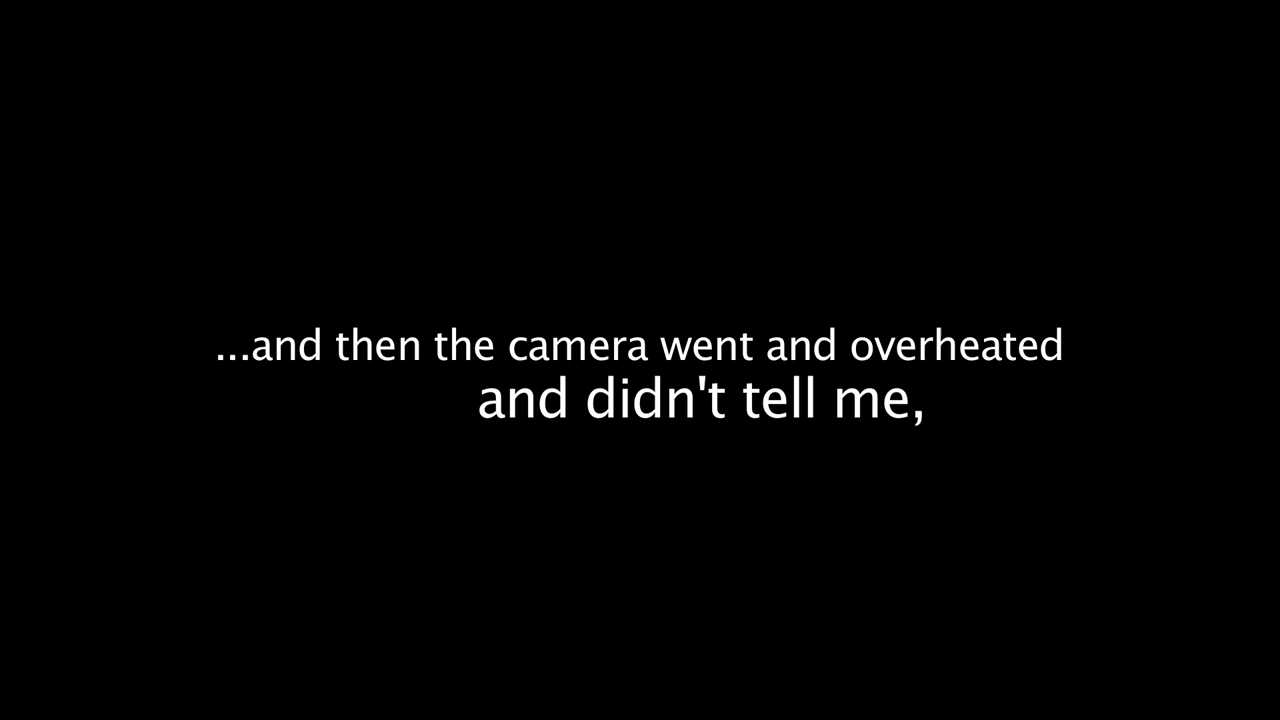 ...and then the camera went and overheated
and didn't tell me,